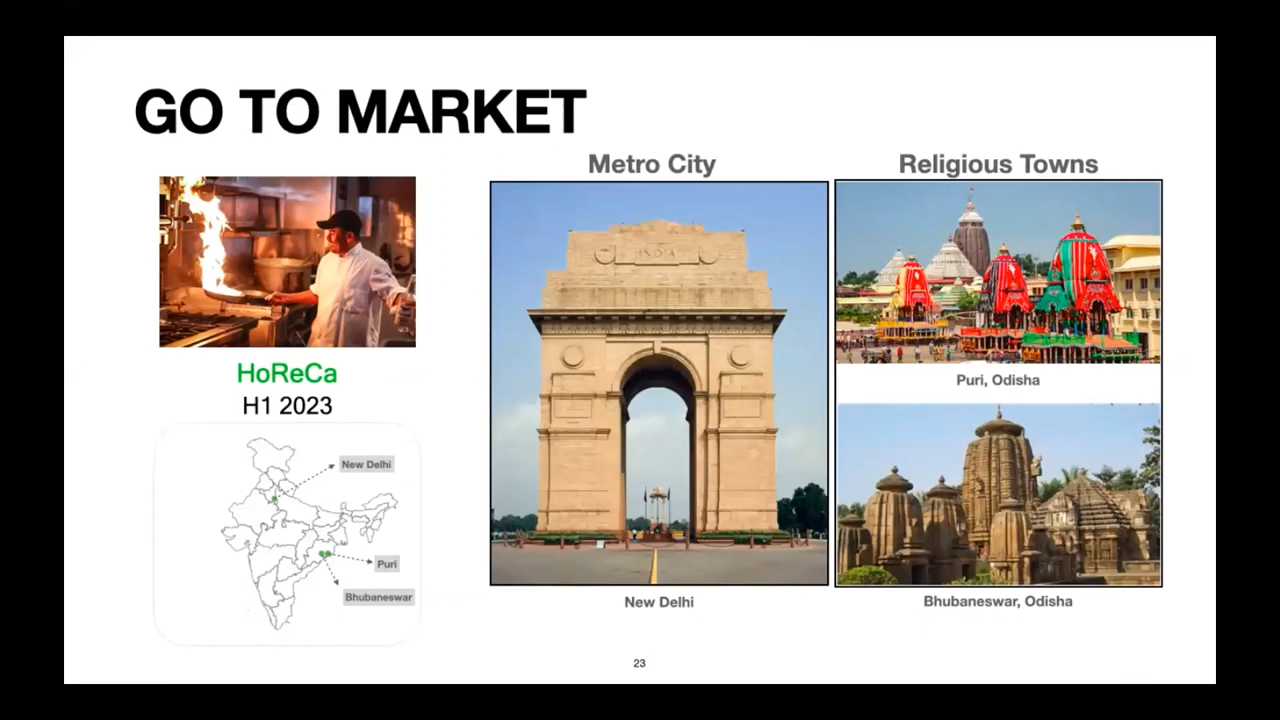 GO TO MARKET
HoReCa
H1 2023
New Delhi
Puri
Bhubaneswar
Metro City
INDIA
New Delhi
Religious Towns
Puri, Odisha
Bhubaneswar, Odisha
23